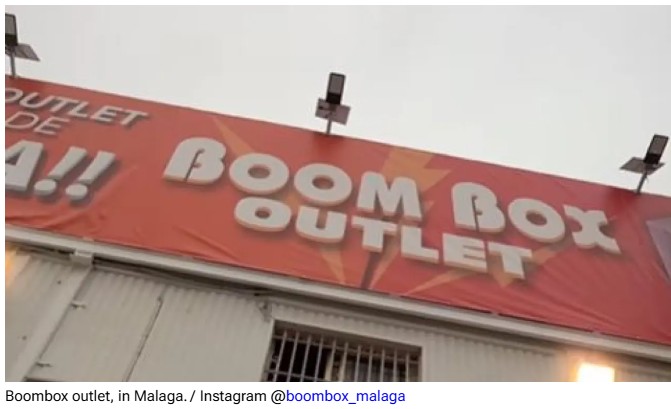 OUTLET
DE
A!!
BOOM BOX
OUTLET
Boombox outlet, in Malaga. / Instagram @boombox_malaga